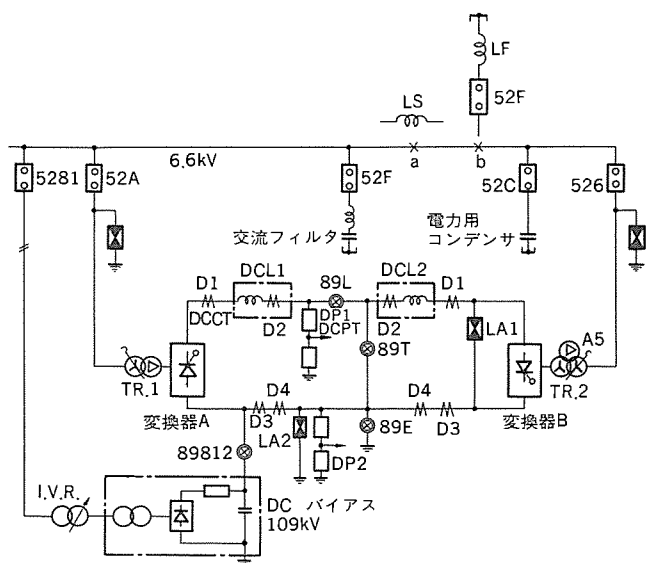 LF
52F
LS
6.6kV
a
b
5281
52A
52F
52C
526
交流フィルタ
電力用
コンデンサ
D1
DCL1
89L
DCL2
D1
DCCT
D2
DP1
DCPT
D2
LA1
89T
A5
TR.1
TR.2
変換器A
D4
D3
D4
D3
変換器B
LA2
89E
89812
DP2
I.V.R.
DC バイアス
109kV